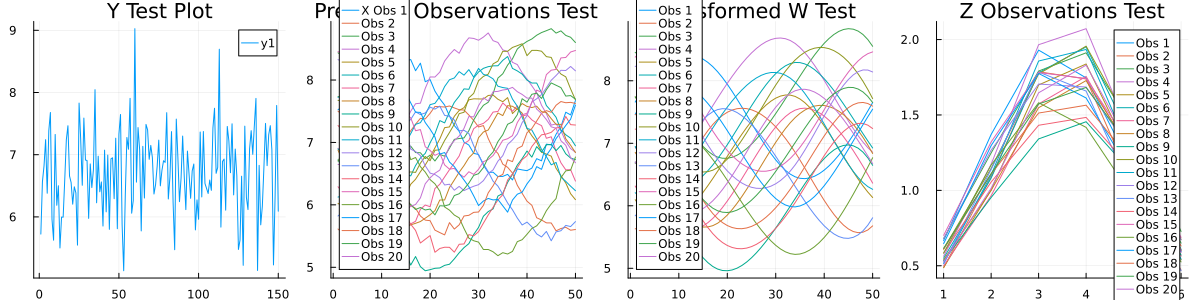 Y Test Plot
y1
9
8
7
6
0
50
100
150
Observations Test
X Obs 1
Obs 2
Obs 3
Obs 4
Obs 5
Obs 6
Obs 7
Obs 8
Obs 9
Obs 10
Obs 11
Obs 12
Obs 13
Obs 14
Obs 15
Obs 16
Obs 17
Obs 18
Obs 19
Obs 20
8
7
6
5
0
10
20
30
40
50
sformed W Test
Obs 1
Obs 2
Obs 3
Obs 4
Obs 5
Obs 6
Obs 7
Obs 8
Obs 9
Obs 10
Obs 11
Obs 12
Obs 13
Obs 14
Obs 15
Obs 16
Obs 17
Obs 18
Obs 19
Obs 20
8
7
6
5
0
10
20
30
40
50
Z Observations Test
Obs 1
Obs 2
Obs 3
Obs 4
Obs 5
Obs 6
Obs 7
Obs 8
Obs 9
Obs 10
Obs 11
Obs 12
Obs 13
Obs 14
Obs 15
Obs 16
Obs 17
Obs 18
Obs 19
Obs 20
2.0
1.5
1.0
0.5
1
2
3
4